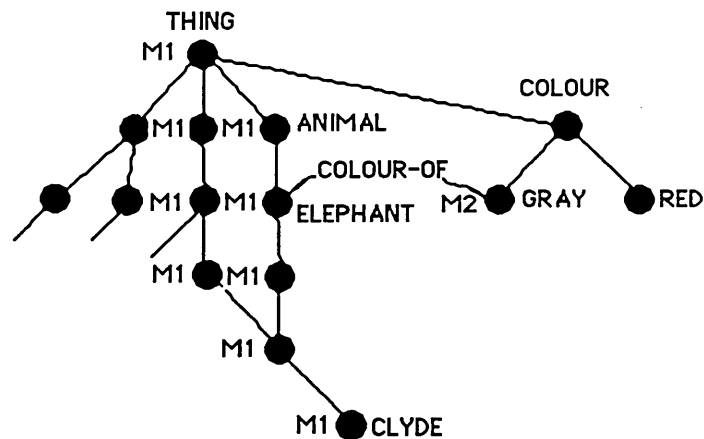 THING
M1
COLOUR
M1 M1 ANIMAL
COLOUR-OF
M1 M1 ELEPHANT M2 GRAY RED
M1 M1
M1
M1 CLYDE